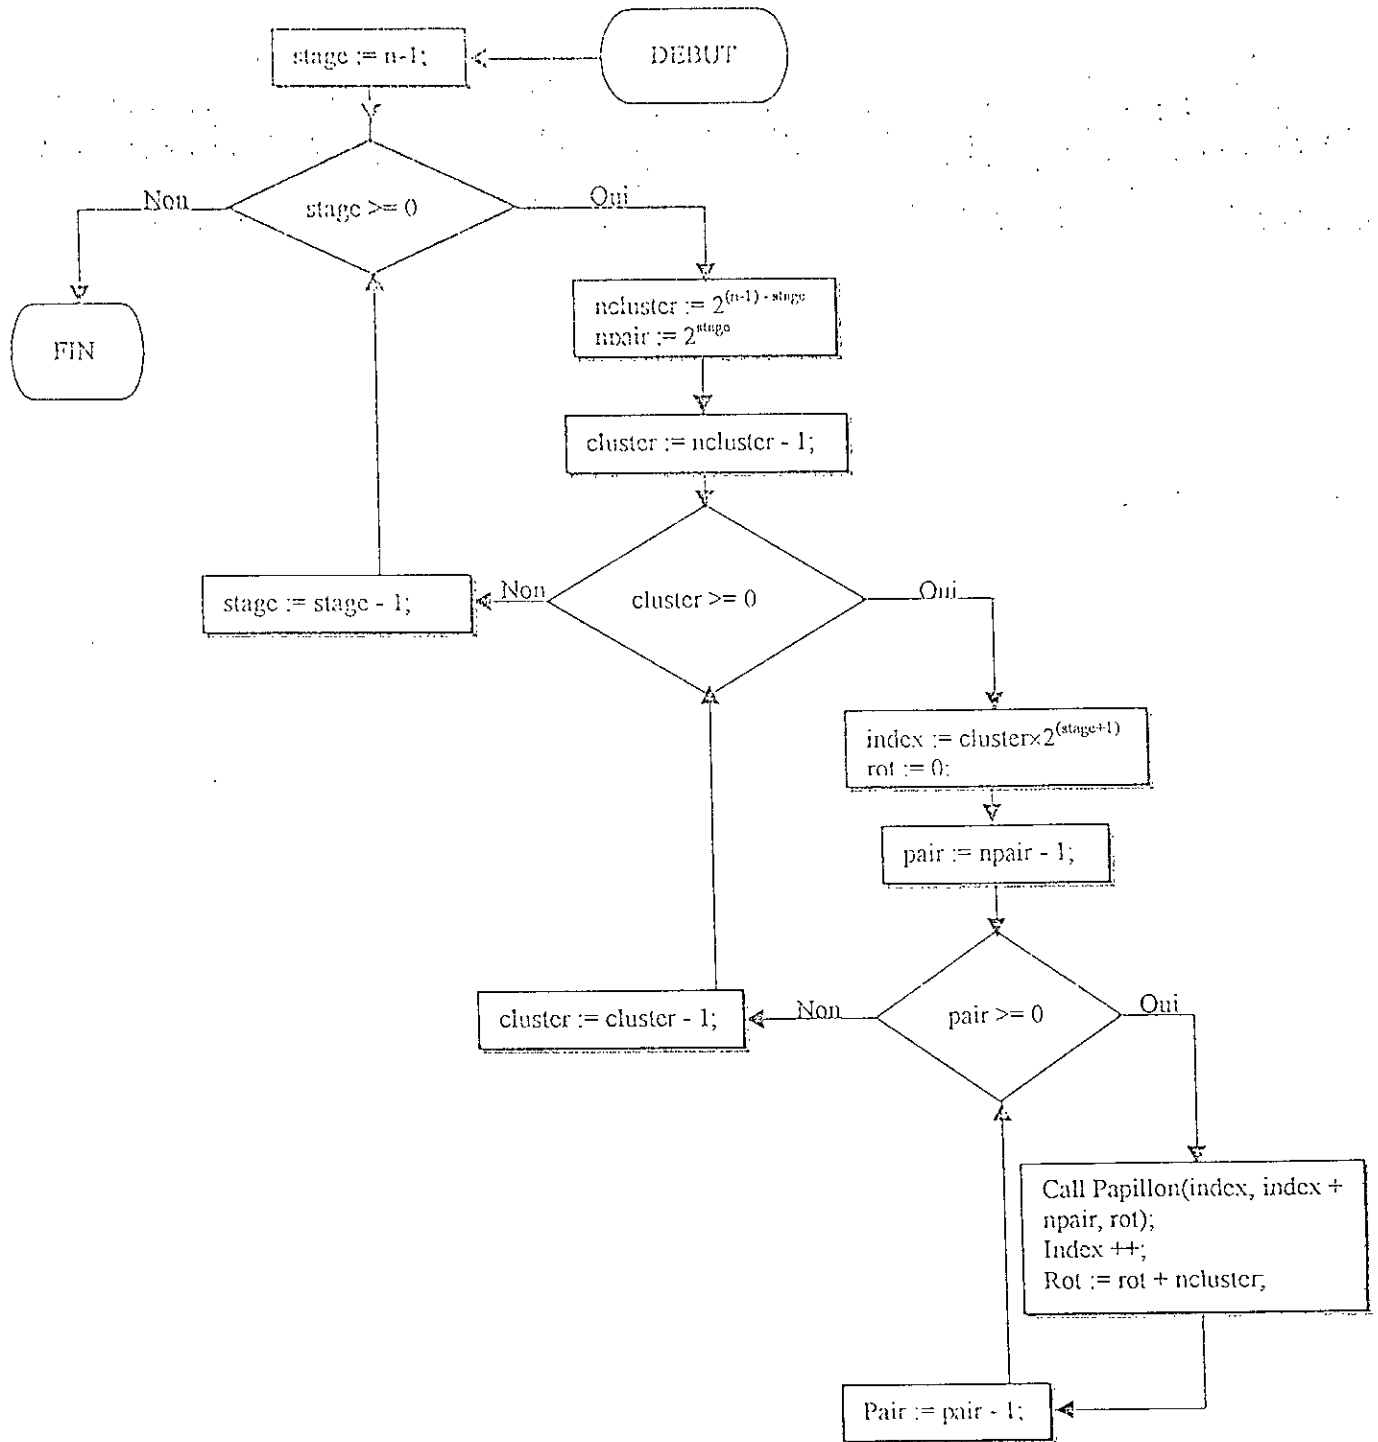 DEBUT
stage := n-1;
stage >= 0
Non
Oui
FIN
ncluster := 2^(n-1) - stage
npair := 2^stage
cluster := ncluster - 1;
cluster >= 0
Non
Oui
stage := stage - 1;
index := cluster×2^(stage+1)
rot := 0;
pair := npair - 1;
pair >= 0
Non
Oui
cluster := cluster - 1;
Call Papillon(index, index +
npair, rot);
Index ++;
Rot := rot + ncluster;
Pair := pair - 1;